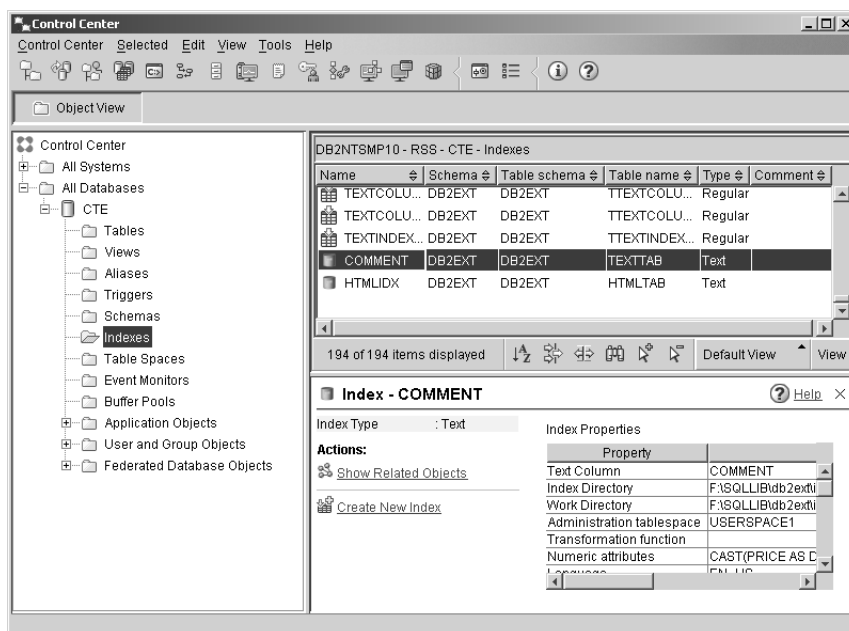 Control Center
Control Center Selected Edit View Tools Help
Object View
Control Center
All Systems
All Databases
CTE
Tables
Views
Aliases
Triggers
Schemas
Indexes
Table Spaces
Event Monitors
Buffer Pools
Application Objects
User and Group Objects
Federated Database Objects
DB2NTSMP10 - RSS - CTE - Indexes
Name Schema Table schema Table name Type Comment
TEXTCOLU... DB2EXT DB2EXT TTEXTCOLU... Regular
TEXTCOLU... DB2EXT DB2EXT TTEXTCOLU... Regular
TEXTINDEX... DB2EXT DB2EXT TTEXTINDEX... Regular
COMMENT DB2EXT DB2EXT TEXTTAB Text
HTMLIDX DB2EXT DB2EXT HTMLTAB Text
194 of 194 items displayed Default View View
Index - COMMENT Help
Index Type : Text
Actions:
Show Related Objects
Create New Index
Index Properties
Property
Text Column COMMENT
Index Directory F:\SQLLIB\db2ext\i
Work Directory F:\SQLLIB\db2ext\i
Administration tablespace USERSPACE1
Transformation function
Numeric attributes CAST(PRICE AS D
Language EN_US